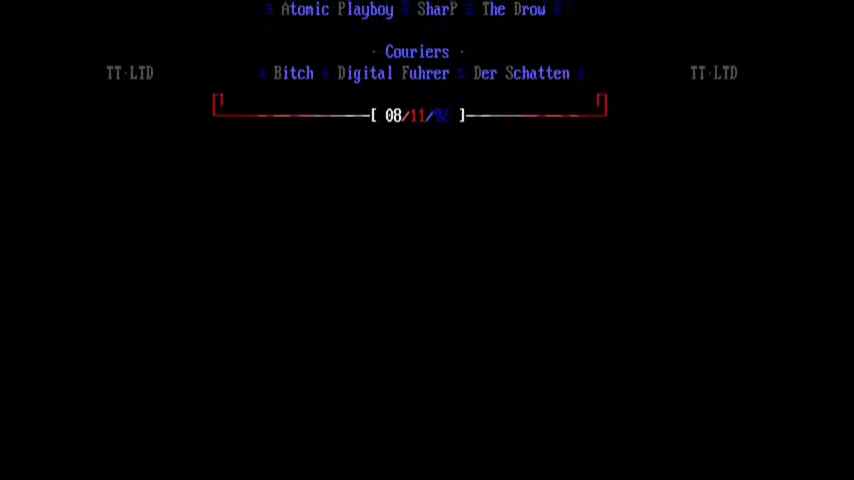 Atomic Playboy ≡ SharP ≡ The Drow
· Couriers ·
TT·LTD ≡ Bitch ≡ Digital Fuhrer ≡ Der Schatten ≡ TT·LTD
[ 08/11/92 ]